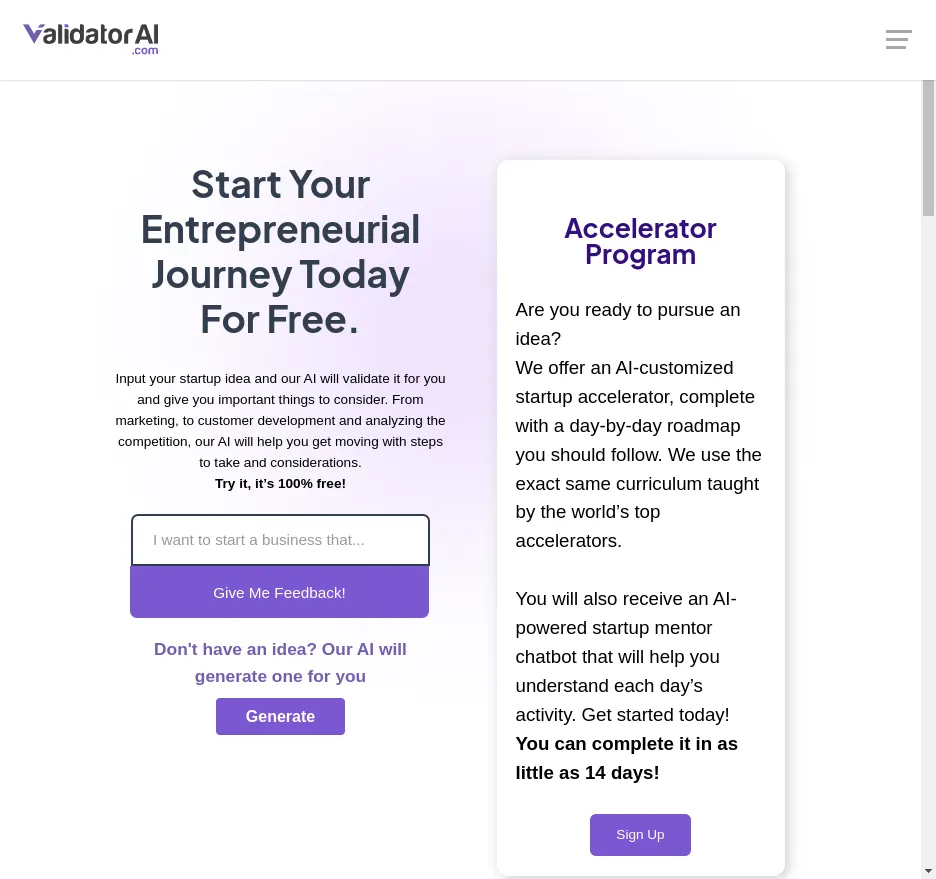 ValidatorAI
.com
Start Your
Entrepreneurial
Journey Today
For Free.
Input your startup idea and our AI will validate it for you
and give you important things to consider. From
marketing, to customer development and analyzing the
competition, our AI will help you get moving with steps
to take and considerations.
Try it, it’s 100% free!
I want to start a business that...
Give Me Feedback!
Don't have an idea? Our AI will
generate one for you
Generate
Accelerator
Program
Are you ready to pursue an
idea?
We offer an AI-customized
startup accelerator, complete
with a day-by-day roadmap
you should follow. We use the
exact same curriculum taught
by the world’s top
accelerators.
You will also receive an AI-
powered startup mentor
chatbot that will help you
understand each day’s
activity. Get started today!
You can complete it in as
little as 14 days!
Sign Up